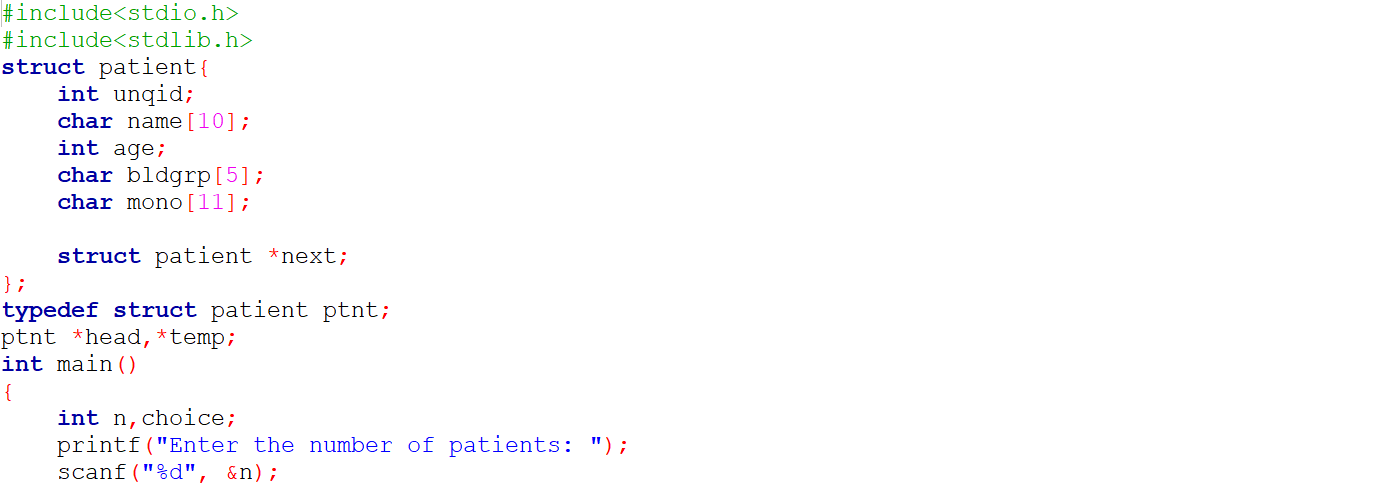 #include<stdio.h>
#include<stdlib.h>
struct patient{
    int unqid;
    char name[10];
    int age;
    char bldgrp[5];
    char mono[11];

    struct patient *next;
};
typedef struct patient ptnt;
ptnt *head,*temp;
int main()
{
    int n,choice;
    printf("Enter the number of patients: ");
    scanf("%d", &n);